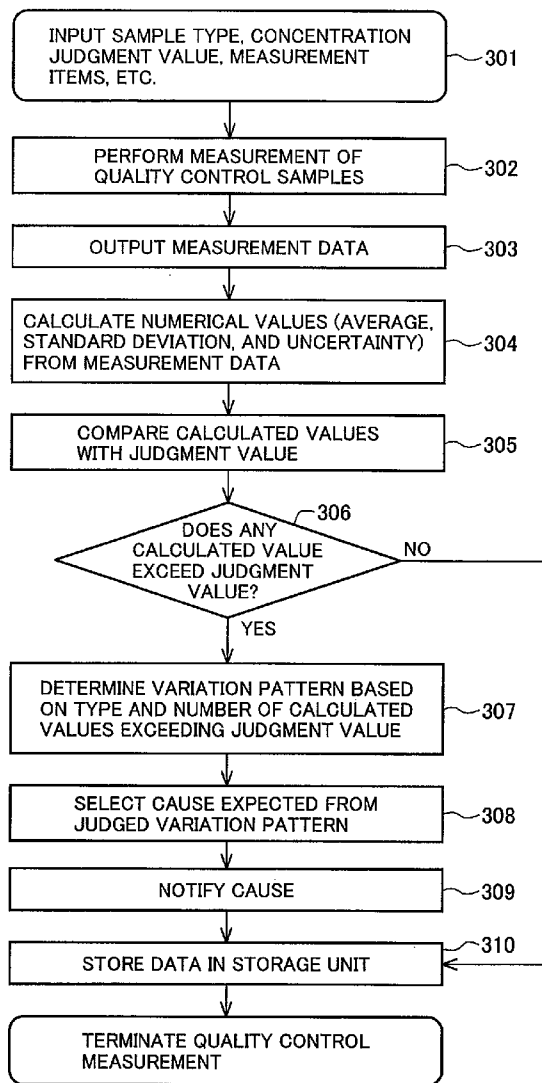 INPUT SAMPLE TYPE, CONCENTRATION
JUDGMENT VALUE, MEASUREMENT
ITEMS, ETC.
301
PERFORM MEASUREMENT OF
QUALITY CONTROL SAMPLES
302
OUTPUT MEASUREMENT DATA
303
CALCULATE NUMERICAL VALUES (AVERAGE,
STANDARD DEVIATION, AND UNCERTAINTY)
FROM MEASUREMENT DATA
304
COMPARE CALCULATED VALUES
WITH JUDGMENT VALUE
305
306
DOES ANY
CALCULATED VALUE
EXCEED JUDGMENT
VALUE?
NO
YES
DETERMINE VARIATION PATTERN BASED
ON TYPE AND NUMBER OF CALCULATED
VALUES EXCEEDING JUDGMENT VALUE
307
SELECT CAUSE EXPECTED FROM
JUDGED VARIATION PATTERN
308
NOTIFY CAUSE
309
310
STORE DATA IN STORAGE UNIT
TERMINATE QUALITY CONTROL
MEASUREMENT